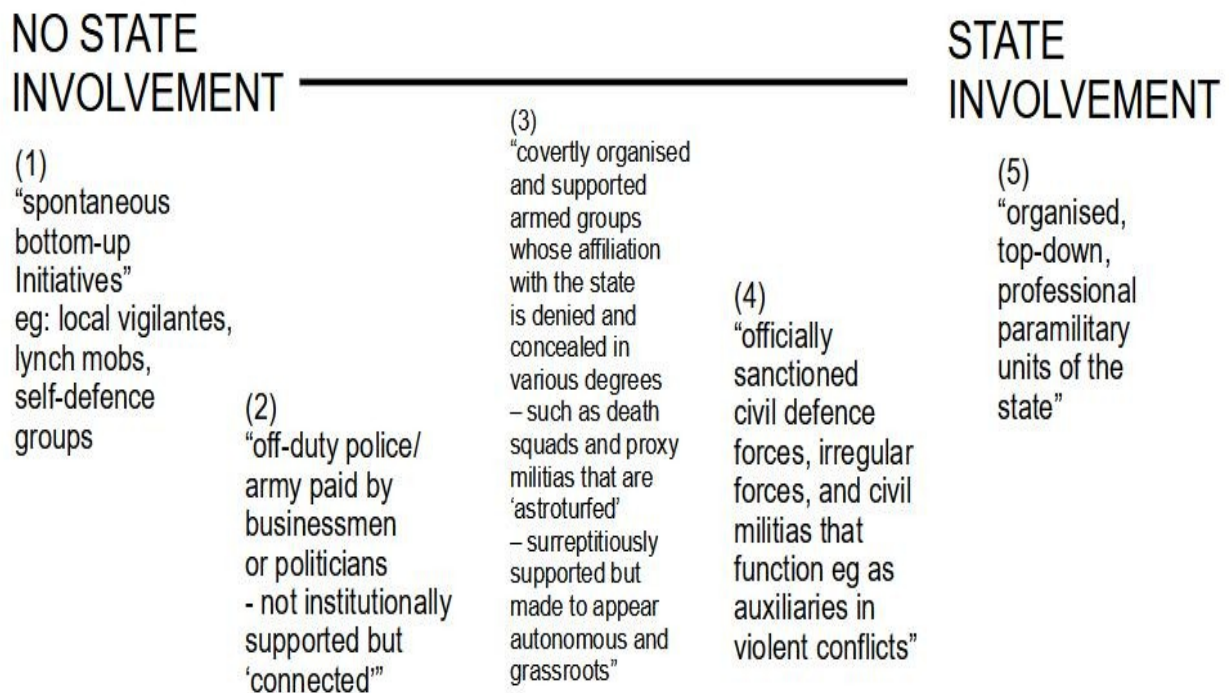 NO STATE
INVOLVEMENT
STATE
INVOLVEMENT
(1)
“spontaneous
bottom-up
Initiatives”
eg: local vigilantes,
lynch mobs,
self-defence
groups
(2)
“off-duty police/
army paid by
businessmen
or politicians
- not institutionally
supported but
‘connected’”
(3)
“covertly organised
and supported
armed groups
whose affiliation
with the state
is denied and
concealed in
various degrees
– such as death
squads and proxy
militias that are
‘astroturfed’
– surreptitiously
supported but
made to appear
autonomous and
grassroots”
(4)
“officially
sanctioned
civil defence
forces, irregular
forces, and civil
militias that
function eg as
auxiliaries in
violent conflicts”
(5)
“organised,
top-down,
professional
paramilitary
units of the
state”